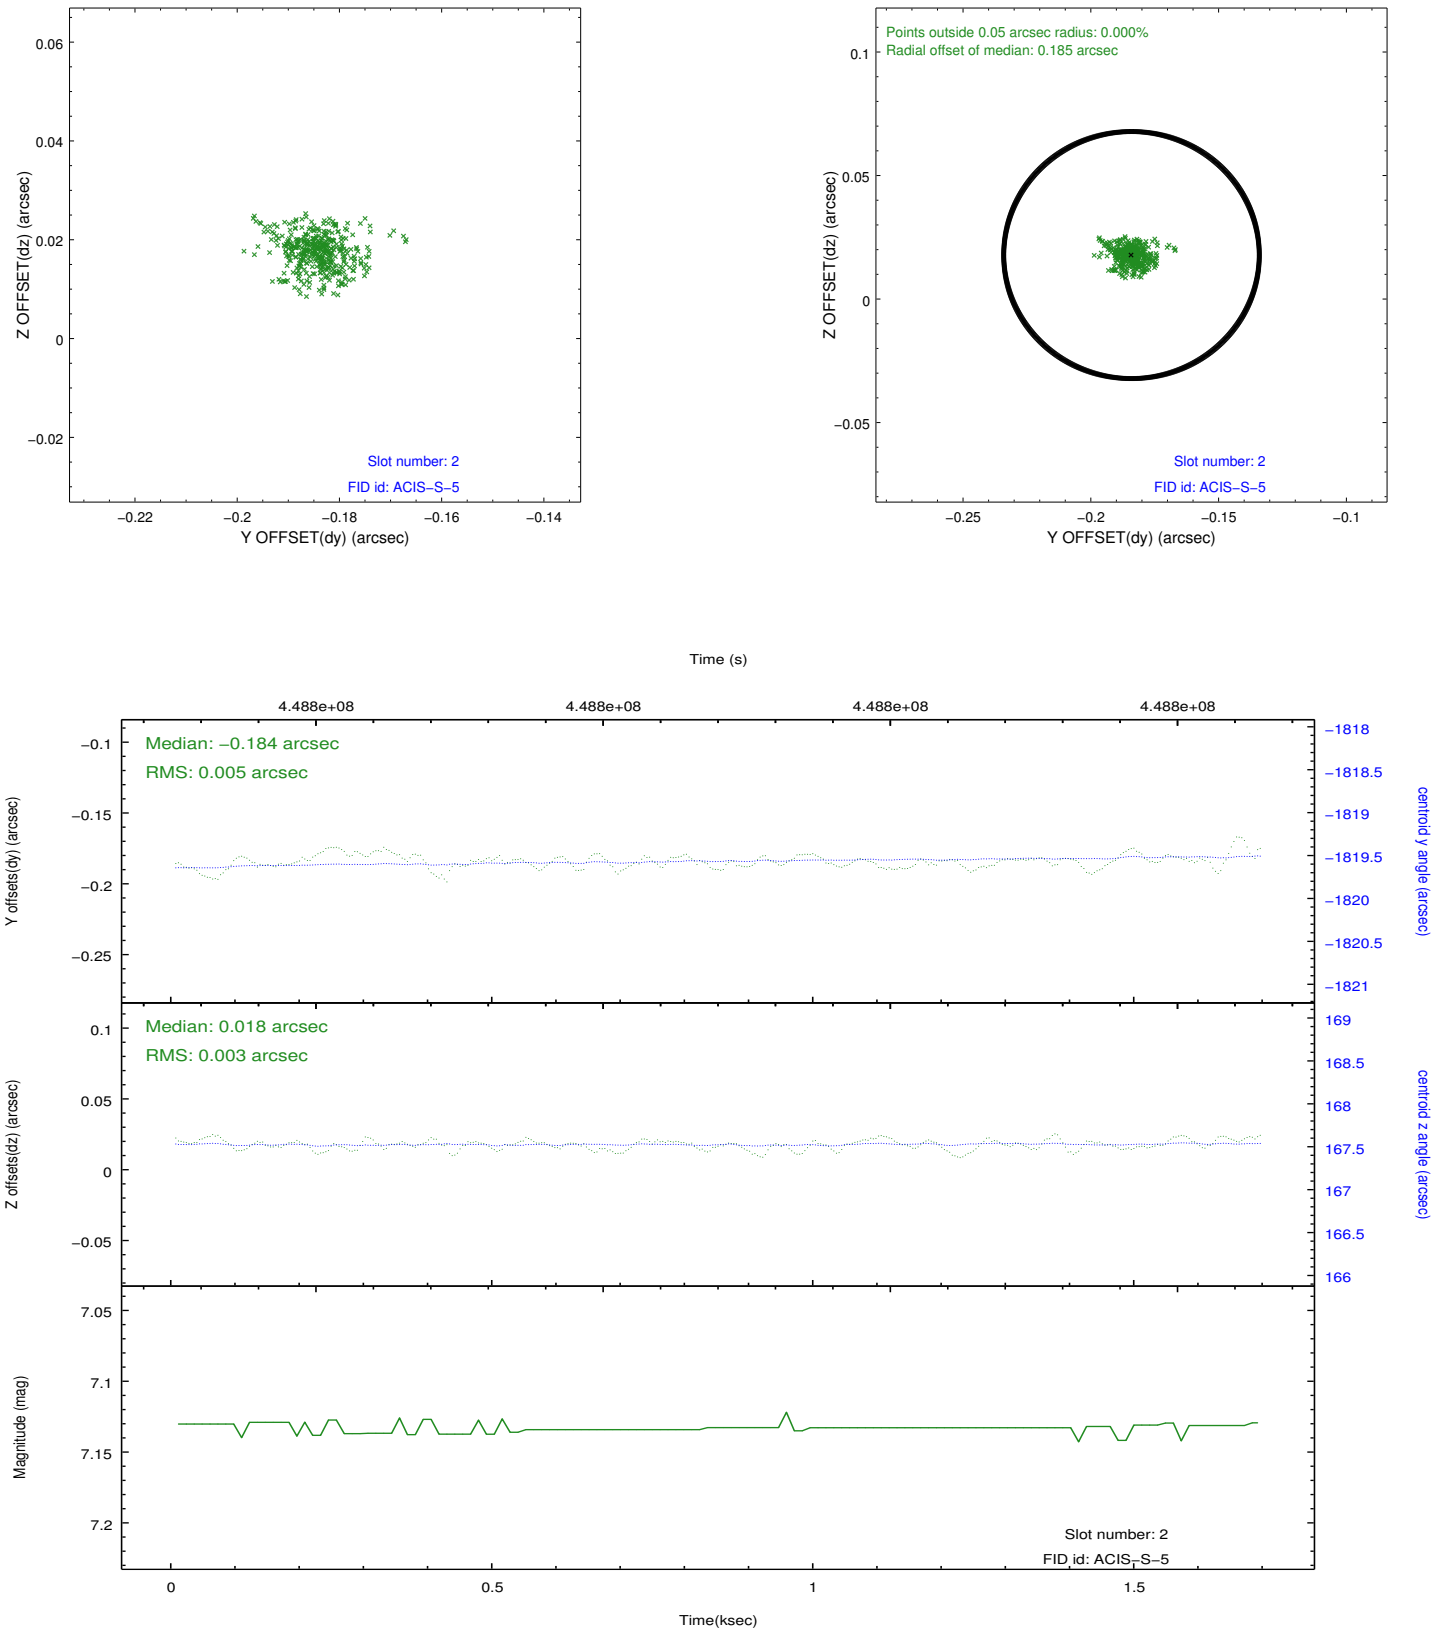 0.06
0.04
0.02
0
−0.02
Z OFFSET(dz) (arcsec)
Slot number: 2
FID id: ACIS−S−5
−0.22
−0.2
−0.18
−0.16
−0.14
Y OFFSET(dy) (arcsec)
Points outside 0.05 arcsec radius: 0.000%
Radial offset of median: 0.185 arcsec
0.1
0.05
0
−0.05
Z OFFSET(dz) (arcsec)
Slot number: 2
FID id: ACIS−S−5
−0.25
−0.2
−0.15
−0.1
Y OFFSET(dy) (arcsec)
Time (s)
4.488e+08
4.488e+08
4.488e+08
4.488e+08
Median: −0.184 arcsec
RMS: 0.005 arcsec
−0.1
−0.15
−0.2
−0.25
Y offsets(dy) (arcsec)
−1818
−1818.5
−1819
−1819.5
−1820
−1820.5
−1821
centroid y angle (arcsec)
Median: 0.018 arcsec
RMS: 0.003 arcsec
0.1
0.05
0
−0.05
Z offsets(dz) (arcsec)
169
168.5
168
167.5
167
166.5
166
centroid z angle (arcsec)
7.05
7.1
7.15
7.2
Magnitude (mag)
Slot number: 2
FID id: ACIS−S−5
0
0.5
1
1.5
Time(ksec)